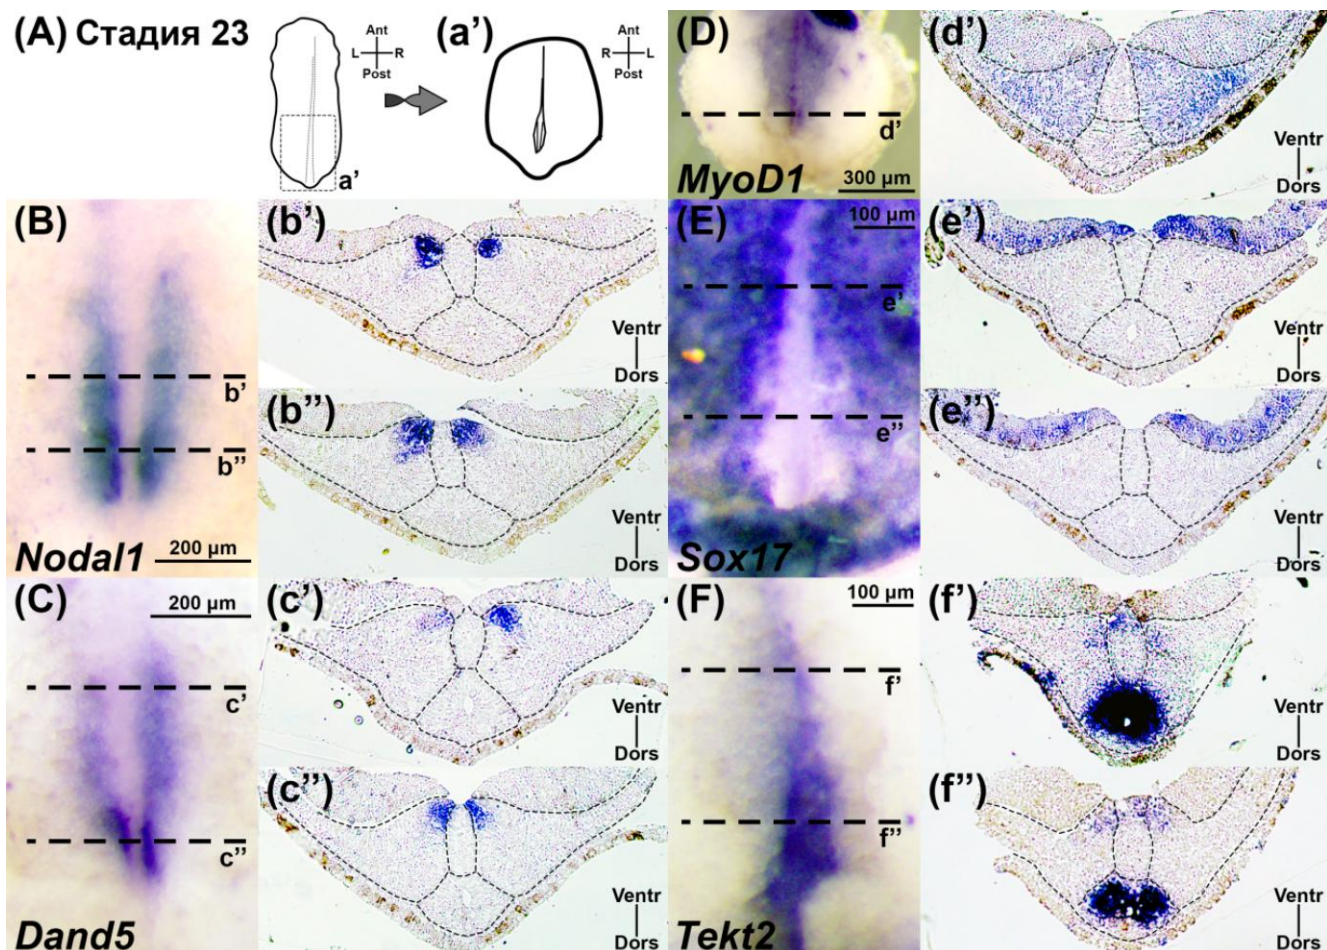 (A) Стадия 23
Ant
L R
Post
a’
(a’)
Ant
R L
Post
(B)
b’
b’’
Nodal1
200 µm
(b’)
Ventr
Dors
(b’’)
Ventr
Dors
(C)
200 µm
c’
c’’
Dand5
(c’)
Ventr
Dors
(c’’)
Ventr
Dors
(D)
d’
MyoD1
300 µm
(d’)
Ventr
Dors
(E)
100 µm
e’
e’’
Sox17
(e’)
Ventr
Dors
(e’’)
Ventr
Dors
(F)
100 µm
f’
f’’
Tekt2
(f’)
Ventr
Dors
(f’’)
Ventr
Dors